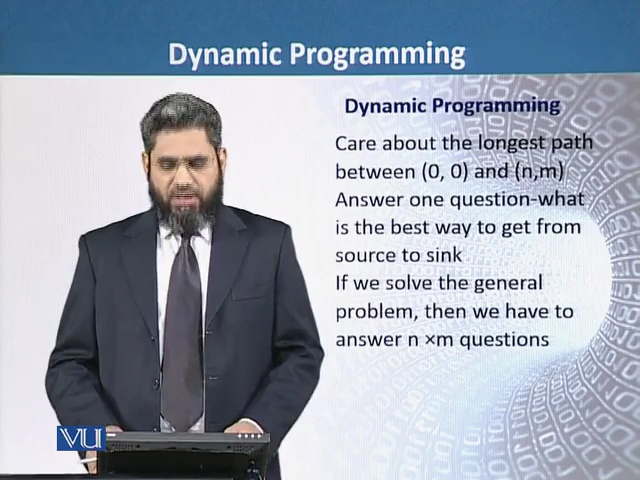 Dynamic Programming
Dynamic Programming
Care about the longest path
between (0, 0) and (n,m)
Answer one question-what
is the best way to get from
source to sink
If we solve the general
problem, then we have to
answer n ×m questions
VU